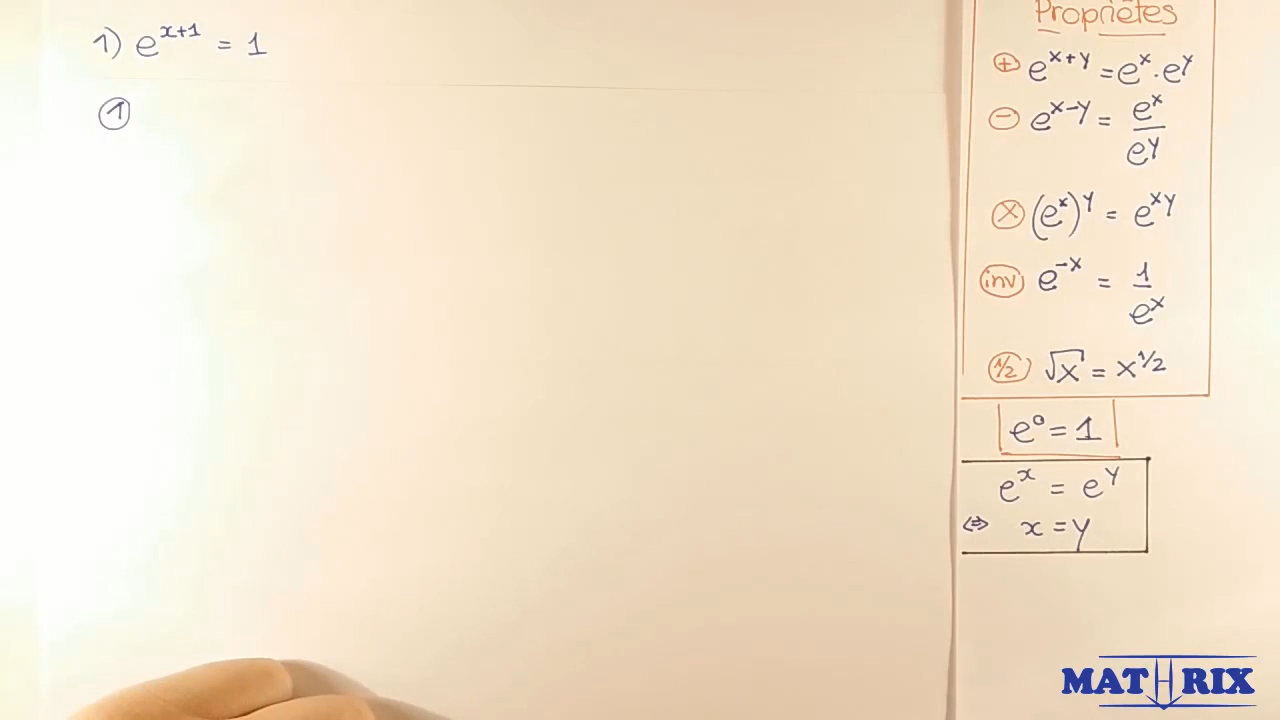 1) e^{x+1} = 1
①
Propriétés
⊕ e^{x+y} = e^x · e^y
⊖ e^{x-y} = e^x / e^y
⊗ (e^x)^y = e^{xy}
inv e^{-x} = 1 / e^x
1/2 √x = x^{1/2}
e^0 = 1
e^x = e^y
⇔ x = y
MATHRIX